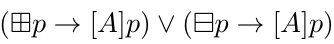 (⊞p → [A]p) ∨ (⊟p → [A]p)